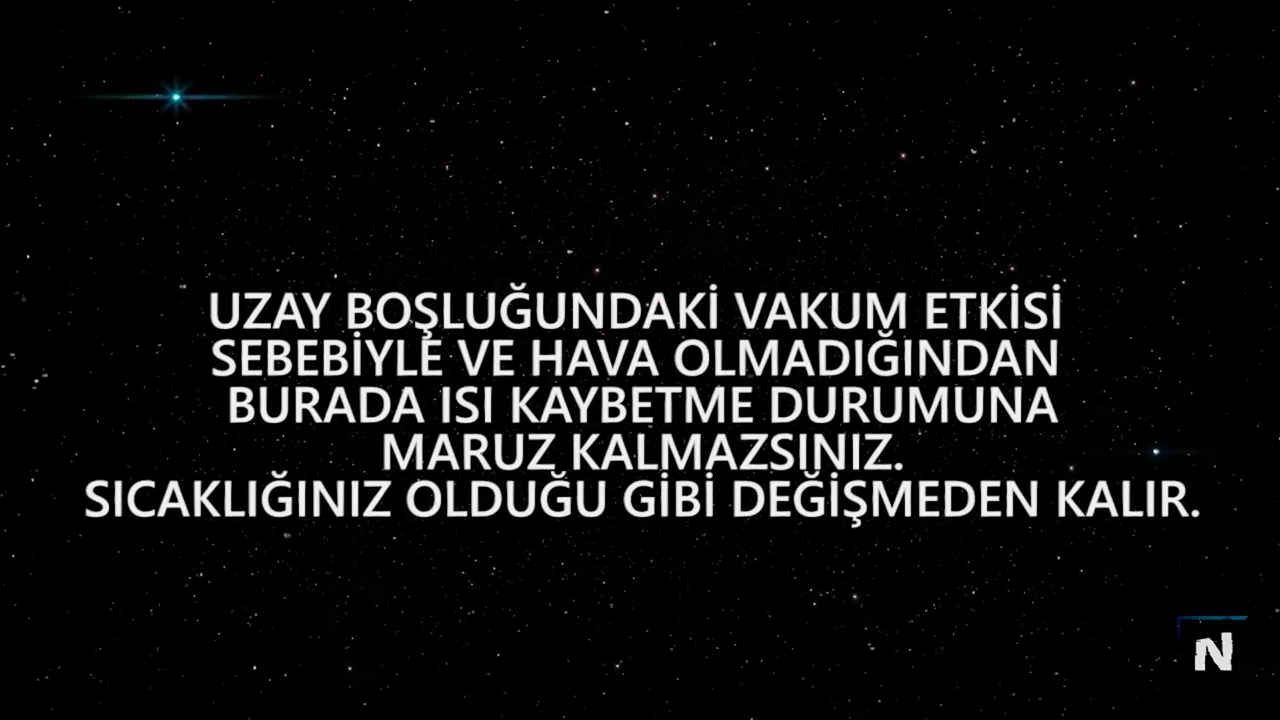 UZAY BOŞLUĞUNDAKİ VAKUM ETKİSİ
SEBEBİYLE VE HAVA OLMADIĞINDAN
BURADA ISI KAYBETME DURUMUNA
MARUZ KALMAZSINIZ.
SICAKLIĞINIZ OLDUĞU GİBİ DEĞİŞMEDEN KALIR.
N